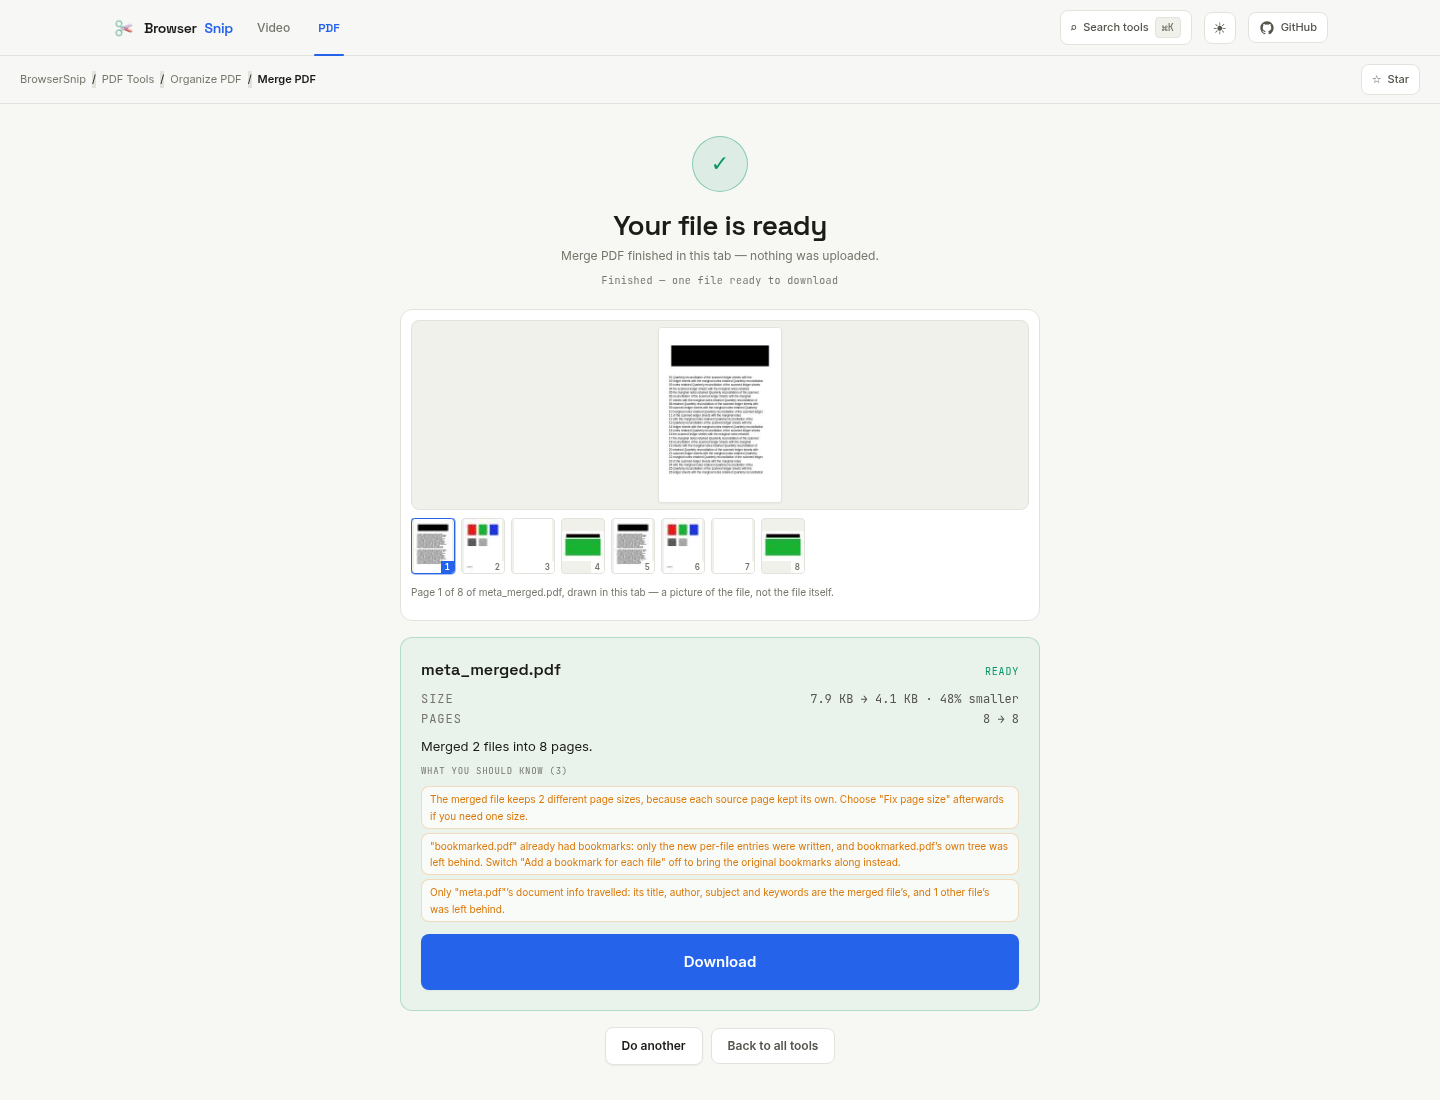 Browser Snip
Video
PDF
Search tools ⌘K
GitHub
BrowserSnip / PDF Tools / Organize PDF / Merge PDF
☆ Star
✓
Your file is ready
Merge PDF finished in this tab — nothing was uploaded.
Finished — one file ready to download
1
2
3
4
5
6
7
8
Page 1 of 8 of meta_merged.pdf, drawn in this tab — a picture of the file, not the file itself.
meta_merged.pdf
READY
SIZE
7.9 KB → 4.1 KB · 48% smaller
PAGES
8 → 8
Merged 2 files into 8 pages.
WHAT YOU SHOULD KNOW (3)
The merged file keeps 2 different page sizes, because each source page kept its own. Choose "Fix page size" afterwards
if you need one size.
"bookmarked.pdf" already had bookmarks: only the new per-file entries were written, and bookmarked.pdf's own tree was
left behind. Switch "Add a bookmark for each file" off to bring the original bookmarks along instead.
Only "meta.pdf"'s document info travelled: its title, author, subject and keywords are the merged file's, and 1 other file's
was left behind.
Download
Do another
Back to all tools